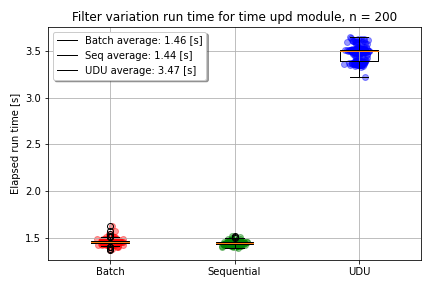 Filter variation run time for time upd module, n = 200
Batch average: 1.46 [s]
Seq average: 1.44 [s]
UDU average: 3.47 [s]
Elapsed run time [s]
3.5
3.0
2.5
2.0
1.5
Batch
Sequential
UDU